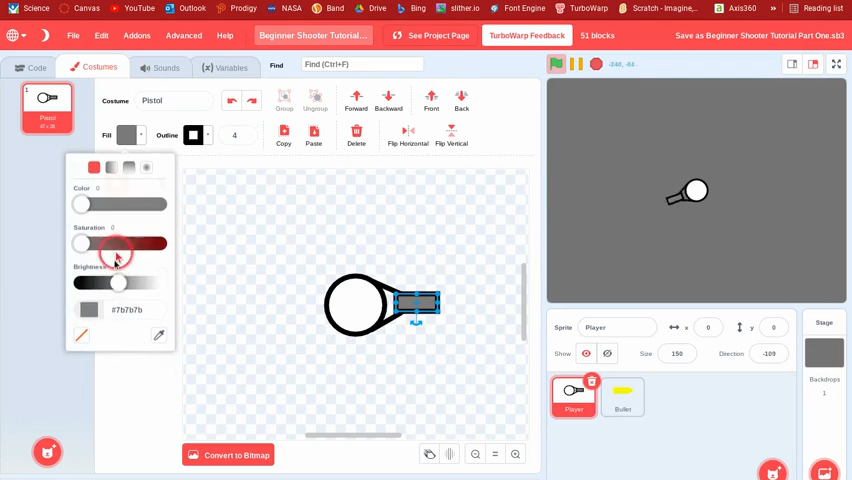 Science Canvas YouTube Outlook Prodigy NASA Band Drive Bing slither.io Font Engine TurboWarp Scratch - Imagine,... Axis360 Reading list
File Edit Addons Advanced Help Beginner Shooter Tutorial... See Project Page TurboWarp Feedback 51 blocks Save as Beginner Shooter Tutorial Part One.sb3
Code Costumes Sounds Variables Find Find (Ctrl+F)
1
Pistol
47 x 26
Costume Pistol Group Ungroup Forward Backward Front Back
Fill Outline 4 Copy Paste Delete Flip Horizontal Flip Vertical
Color 0
Saturation 0
Brightness
#7b7b7b
Convert to Bitmap
Sprite Player x 0 y 0
Show Size 150 Direction -109
Player Bullet
Stage
Backdrops
1